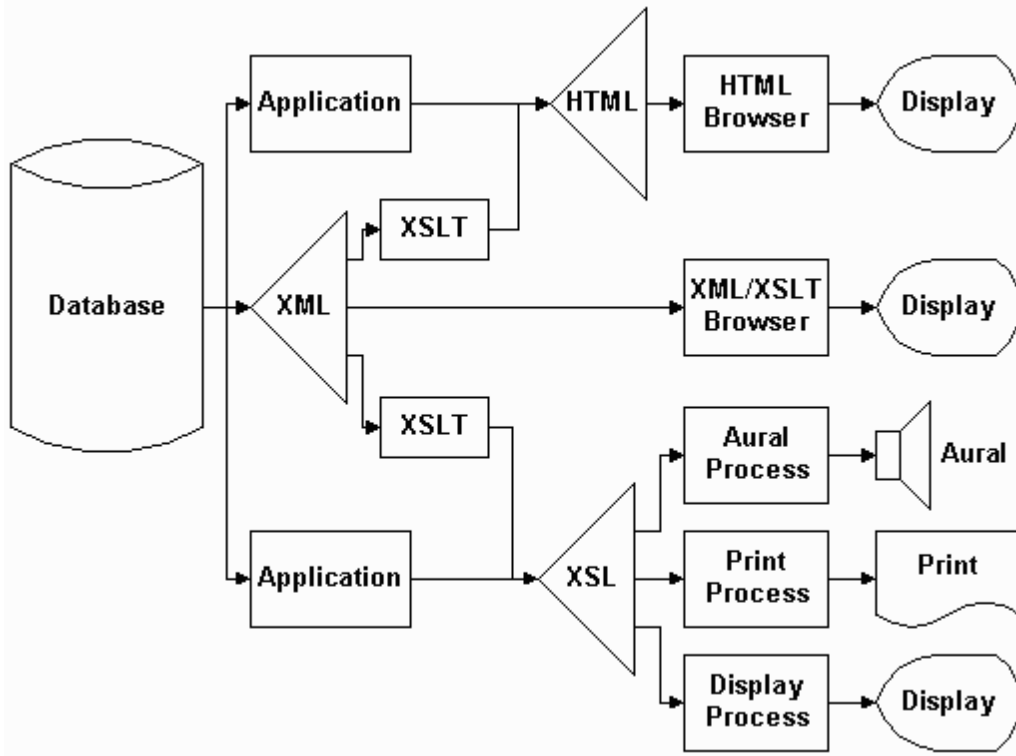 Application
HTML
HTML
Browser
Display
XSLT
Database
XML
XML/XSLT
Browser
Display
XSLT
Aural
Process
Aural
Application
XSL
Print
Process
Print
Display
Process
Display